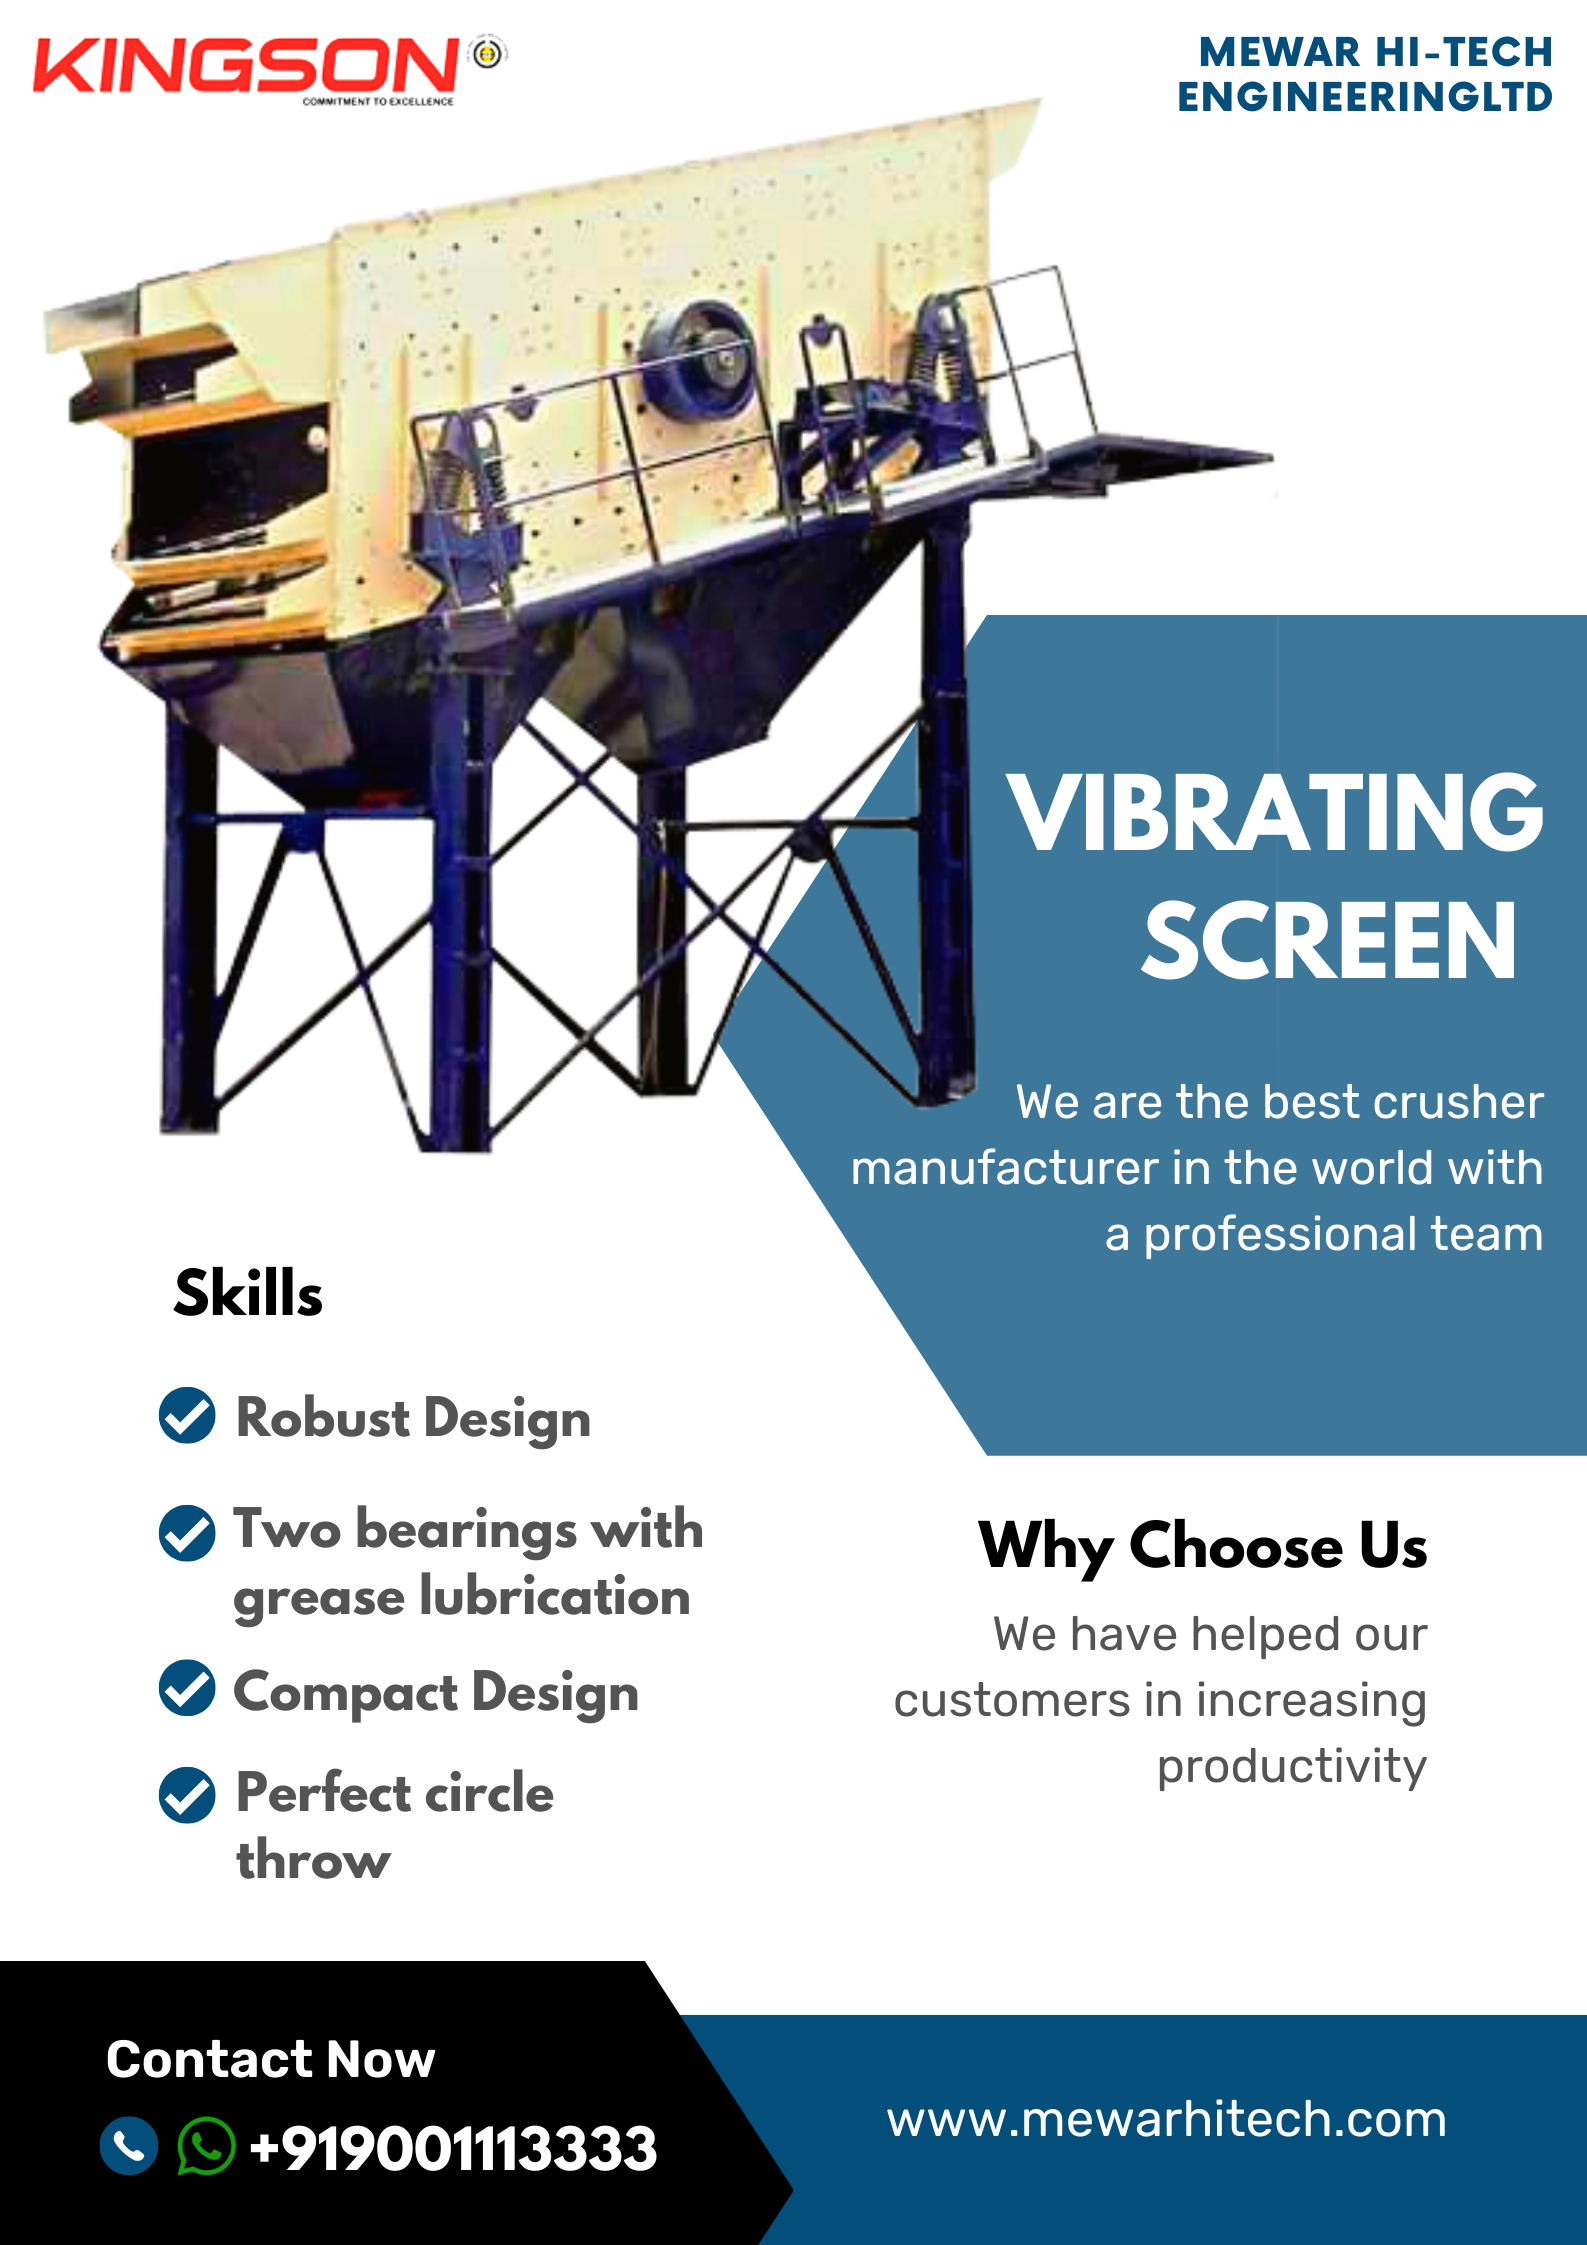 KINGSON
COMMITMENT TO EXCELLENCE
MEWAR HI-TECH
ENGINEERINGLTD
VIBRATING
SCREEN
We are the best crusher
manufacturer in the world with
a professional team
Skills
Robust Design
Two bearings with
grease lubrication
Compact Design
Perfect circle
throw
Why Choose Us
We have helped our
customers in increasing
productivity
Contact Now
+919001113333
www.mewarhitech.com